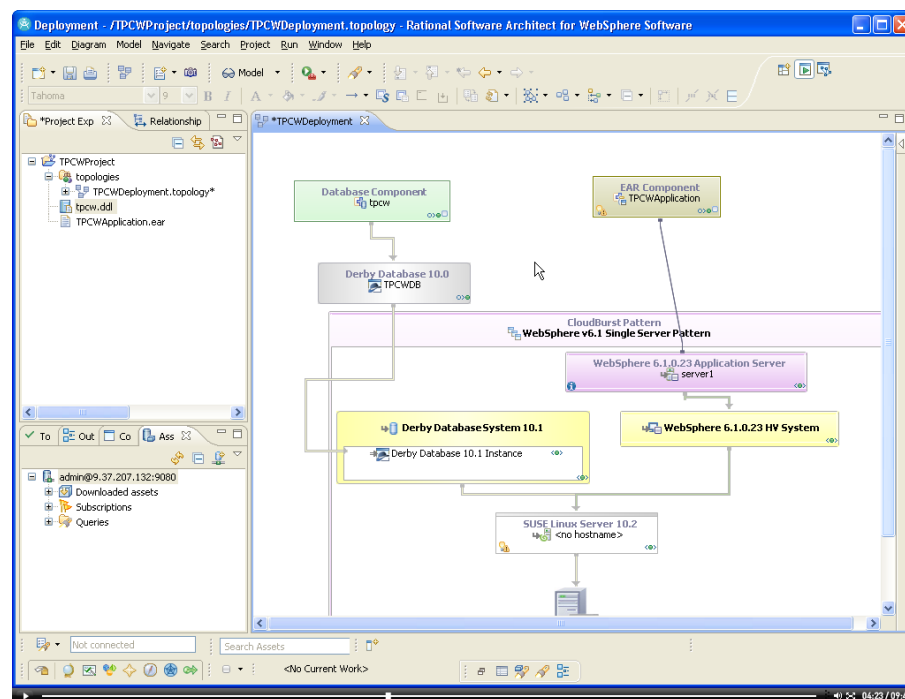 Deployment - /TPCWProject/topologies/TPCWDeployment.topology - Rational Software Architect for WebSphere Software
File Edit Diagram Model Navigate Search Project Run Window Help
Model
Tahoma 9 B I A
*Project Exp Relationship
*TPCWDeployment
TPCWProject
topologies
TPCWDeployment.topology*
tpcw.ddl
TPCWApplication.ear
Database Component
tpcw
EAR Component
TPCWApplication
Derby Database 10.0
TPCWDB
CloudBurst Pattern
WebSphere v6.1 Single Server Pattern
WebSphere 6.1.0.23 Application Server
server1
Derby Database System 10.1
Derby Database 10.1 Instance
WebSphere 6.1.0.23 HV System
SUSE Linux Server 10.2
<no hostname>
To Out Co Ass
admin@9.37.207.132:9080
Downloaded assets
Subscriptions
Queries
Not connected
Search Assets
<No Current Work>